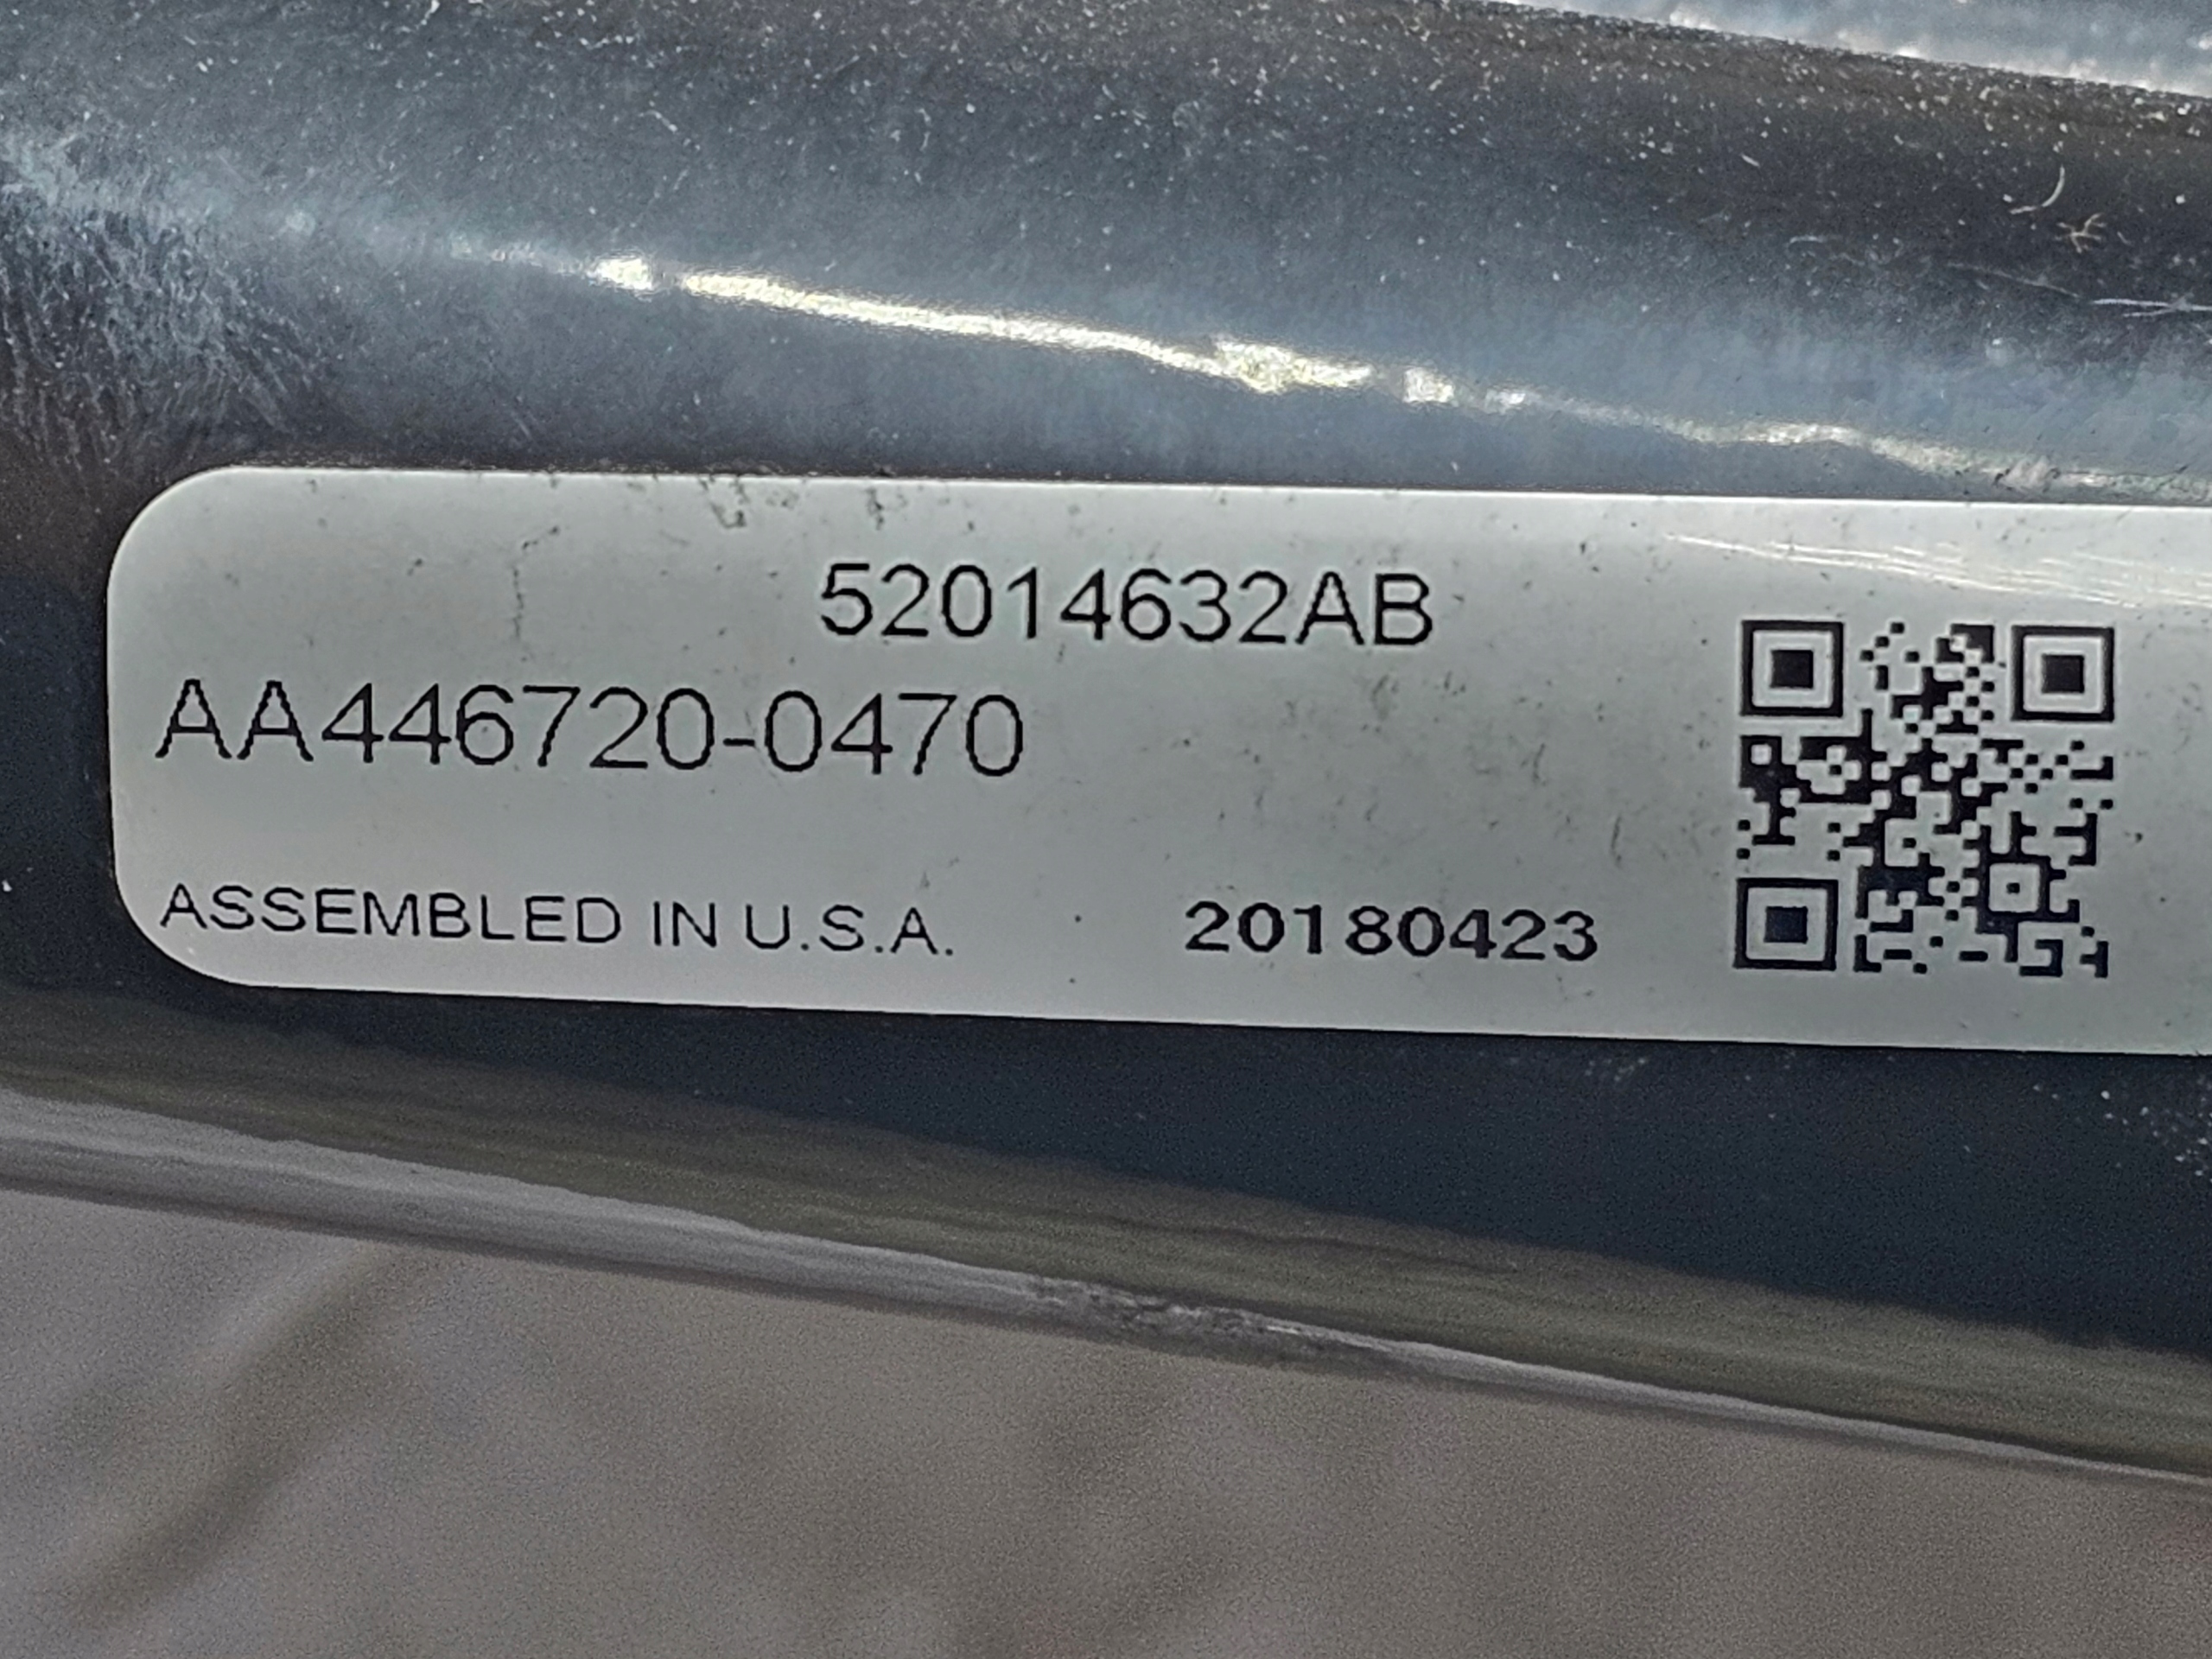 52014632AB
AA446720-0470
ASSEMBLED IN U.S.A. 20180423